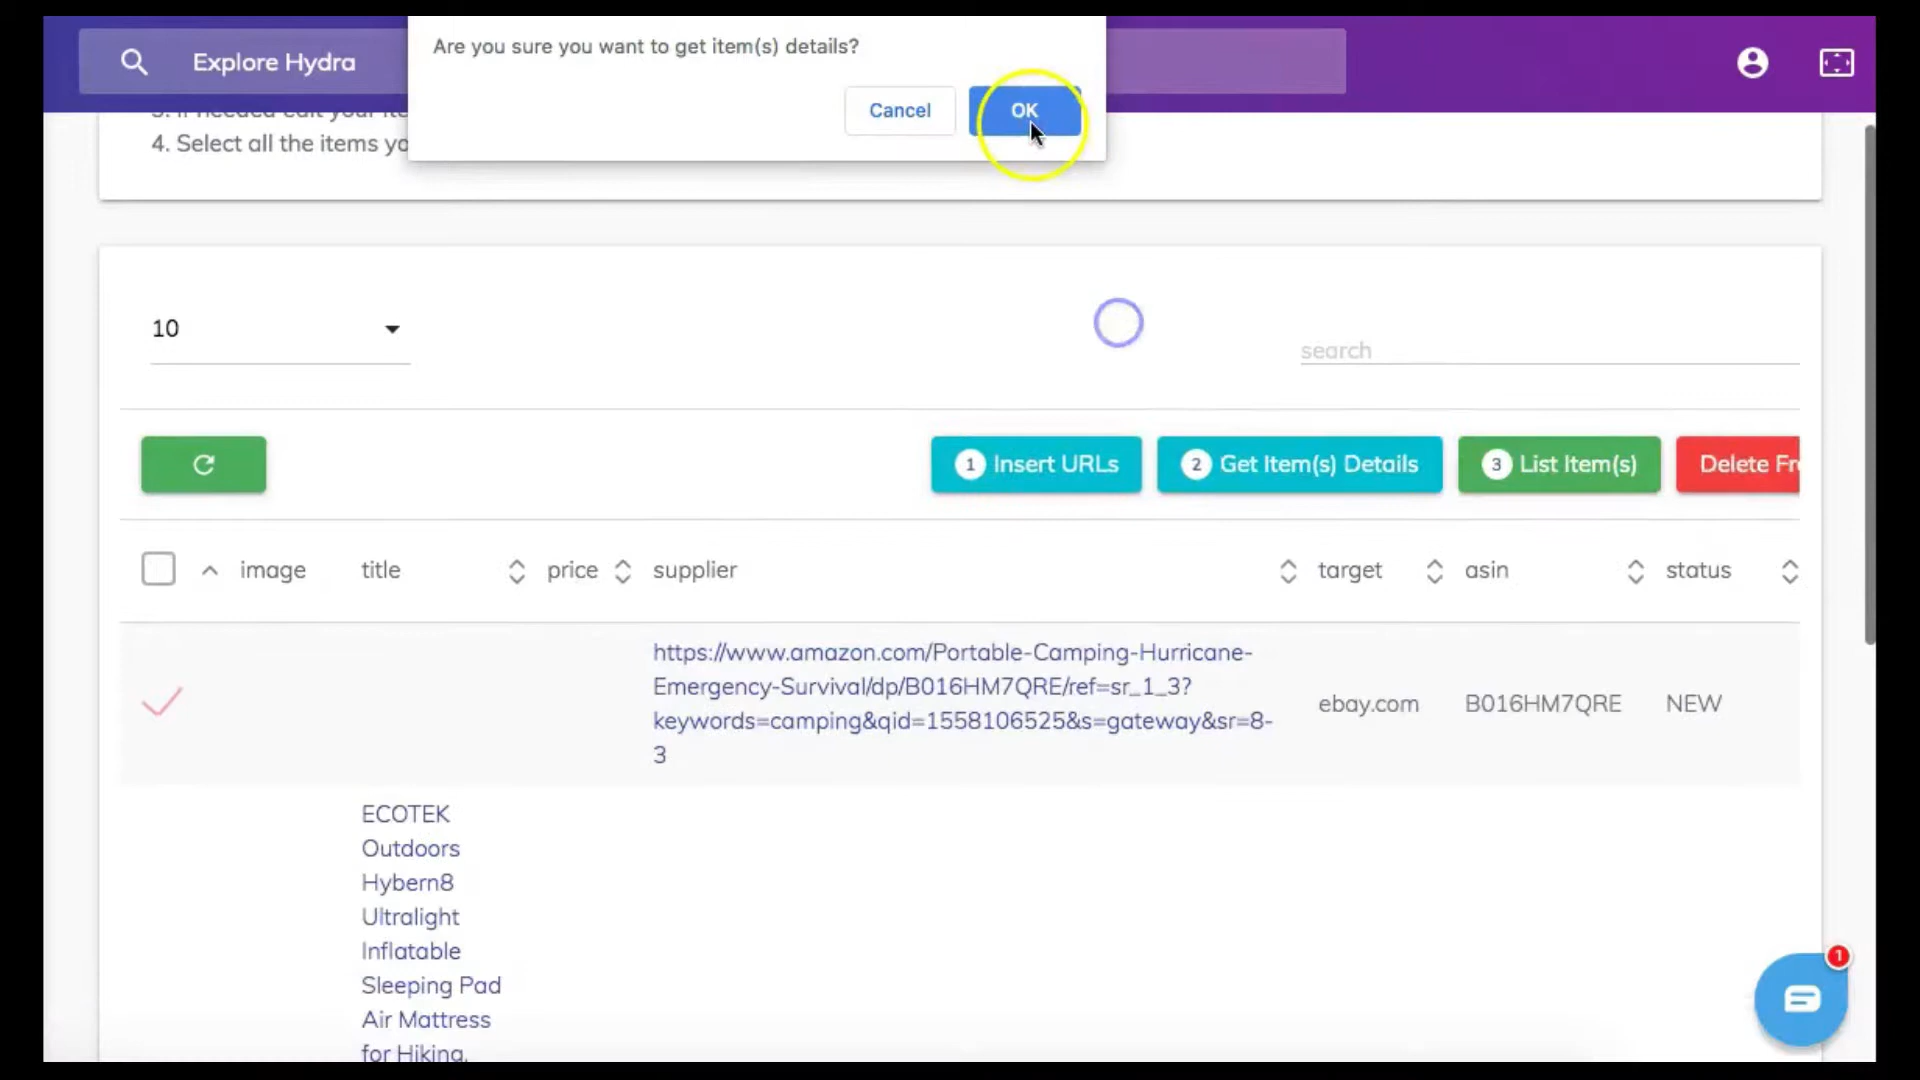 Are you sure you want to get item(s) details?
Explore Hydra
Cancel
OK
4. Select all the items yo
10
search
1 Insert URLs
2 Get Item(s) Details
3 List Item(s)
Delete Fr
image
title
price
supplier
target
asin
status
https://www.amazon.com/Portable-Camping-Hurricane-
Emergency-Survival/dp/B016HM7QRE/ref=sr_1_3?
keywords=camping&qid=1558106525&s=gateway&sr=8-
3
ebay.com
B016HM7QRE
NEW
ECOTEK
Outdoors
Hybern8
Ultralight
Inflatable
Sleeping Pad
Air Mattress
for Hiking,
1